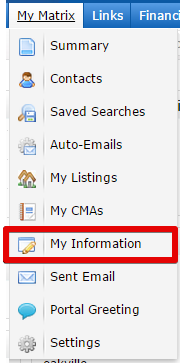 My Matrix Links Financi
Summary
Contacts
Saved Searches
Auto-Emails
My Listings
My CMAs
My Information
Sent Email
Portal Greeting
Settings
oakville